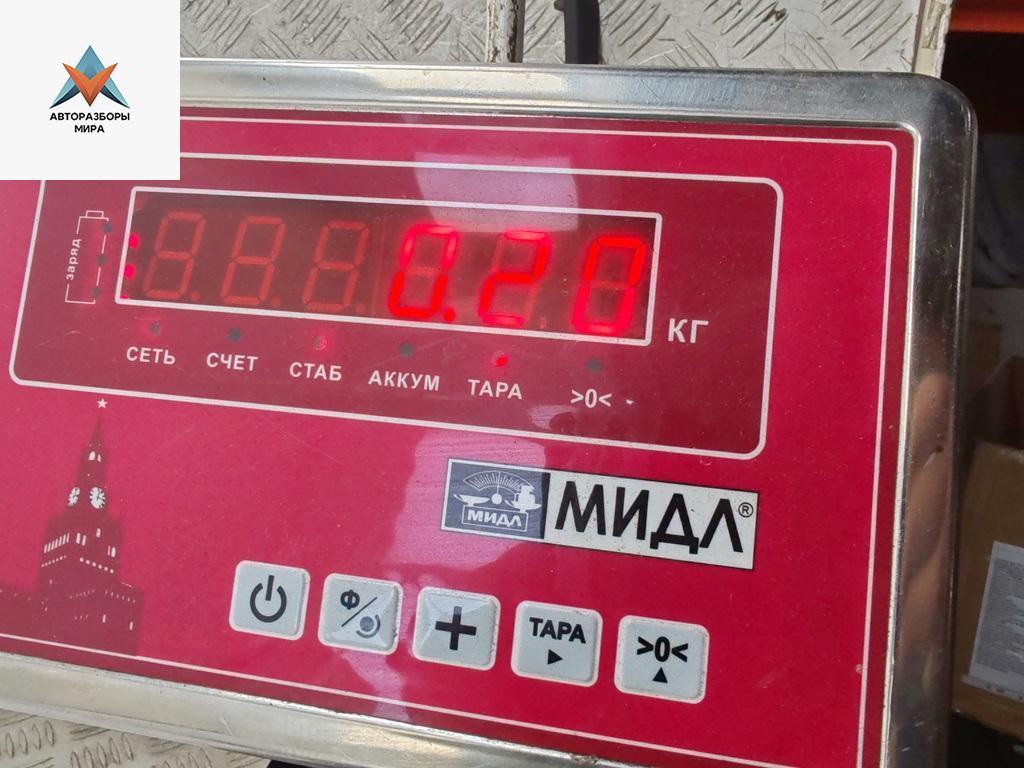 АВТОРАЗБОРЫ
МИРА
заряд
0.20
КГ
СЕТЬ СЧЕТ СТАБ АККУМ ТАРА >0<
МИДЛ МИДЛ®
Ф/
+
ТАРА
>0<